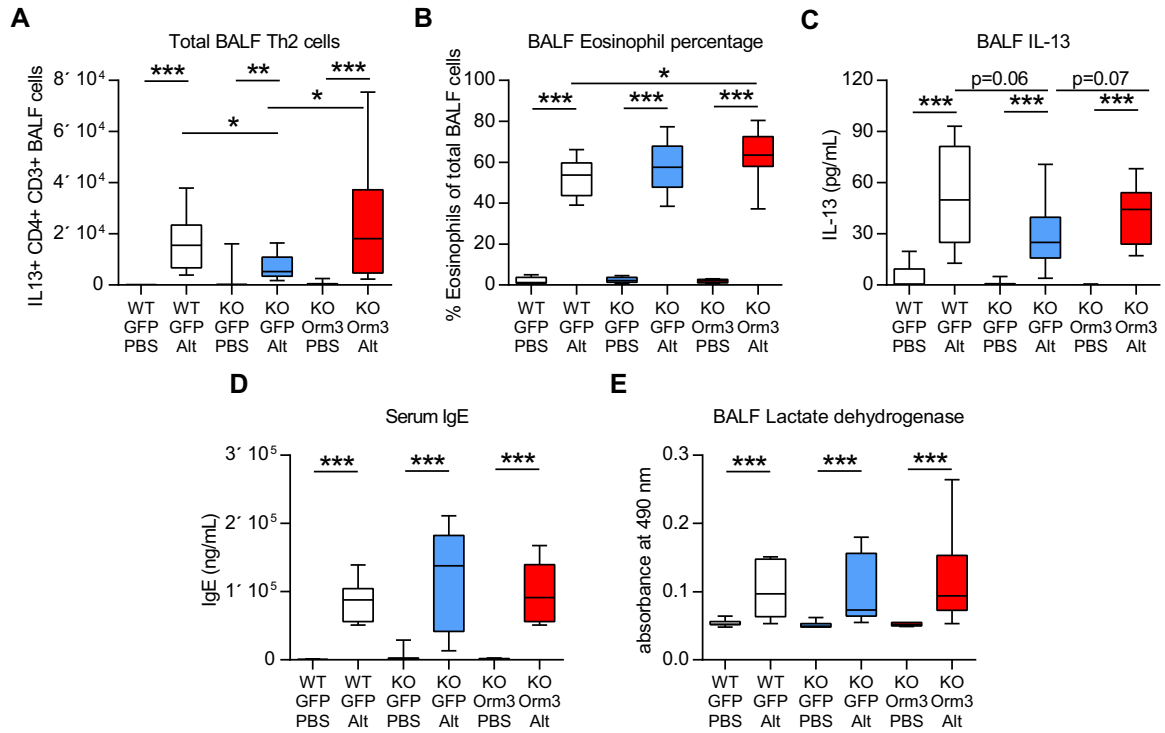 A
Total BALF Th2 cells
IL13+ CD4+ CD3+ BALF cells
8´ 10⁴
6´ 10⁴
4´ 10⁴
2´ 10⁴
0
***
**
***
*
*
WT GFP PBS
WT GFP Alt
KO GFP PBS
KO GFP Alt
KO Orm3 PBS
KO Orm3 Alt
B
BALF Eosinophil percentage
% Eosinophils of total BALF cells
100
80
60
40
20
0
*
***
***
***
WT GFP PBS
WT GFP Alt
KO GFP PBS
KO GFP Alt
KO Orm3 PBS
KO Orm3 Alt
C
BALF IL-13
IL-13 (pg/mL)
120
90
60
30
0
p=0.06
p=0.07
***
***
***
WT GFP PBS
WT GFP Alt
KO GFP PBS
KO GFP Alt
KO Orm3 PBS
KO Orm3 Alt
D
Serum IgE
IgE (ng/mL)
3´ 10⁵
2´ 10⁵
1´ 10⁵
0
***
***
***
WT GFP PBS
WT GFP Alt
KO GFP PBS
KO GFP Alt
KO Orm3 PBS
KO Orm3 Alt
E
BALF Lactate dehydrogenase
absorbance at 490 nm
0.3
0.2
0.1
0.0
***
***
***
WT GFP PBS
WT GFP Alt
KO GFP PBS
KO GFP Alt
KO Orm3 PBS
KO Orm3 Alt